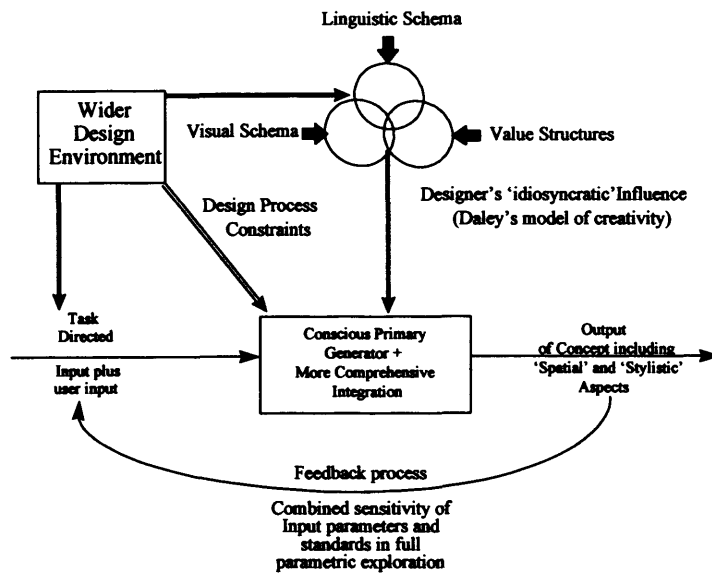 Linguistic Schema
Wider
Design
Environment
Visual Schema
Value Structures
Designer's 'idiosyncratic'Influence
(Daley's model of creativity)
Design Process
Constraints
Task
Directed
Input plus
user input
Conscious Primary
Generator +
More Comprehensive
Integration
Output
of Concept including
'Spatial' and 'Stylistic'
Aspects
Feedback process
Combined sensitivity of
Input parameters and
standards in full
parametric exploration